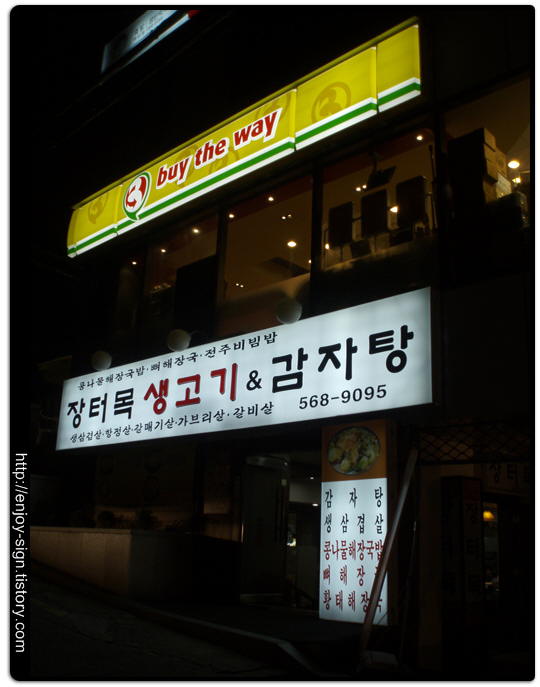 buy the way
콩나물해장국밥·뼈해장국·전주비빔밥
장터목 생고기 & 감자탕
생삼겹살·항정살·갈매기살·가브리살·갈비살 568-9095
감자탕
생삼겹살
콩나물해장국밥
뼈해장
황태해장국
http://enjoy-sign.tistory.com